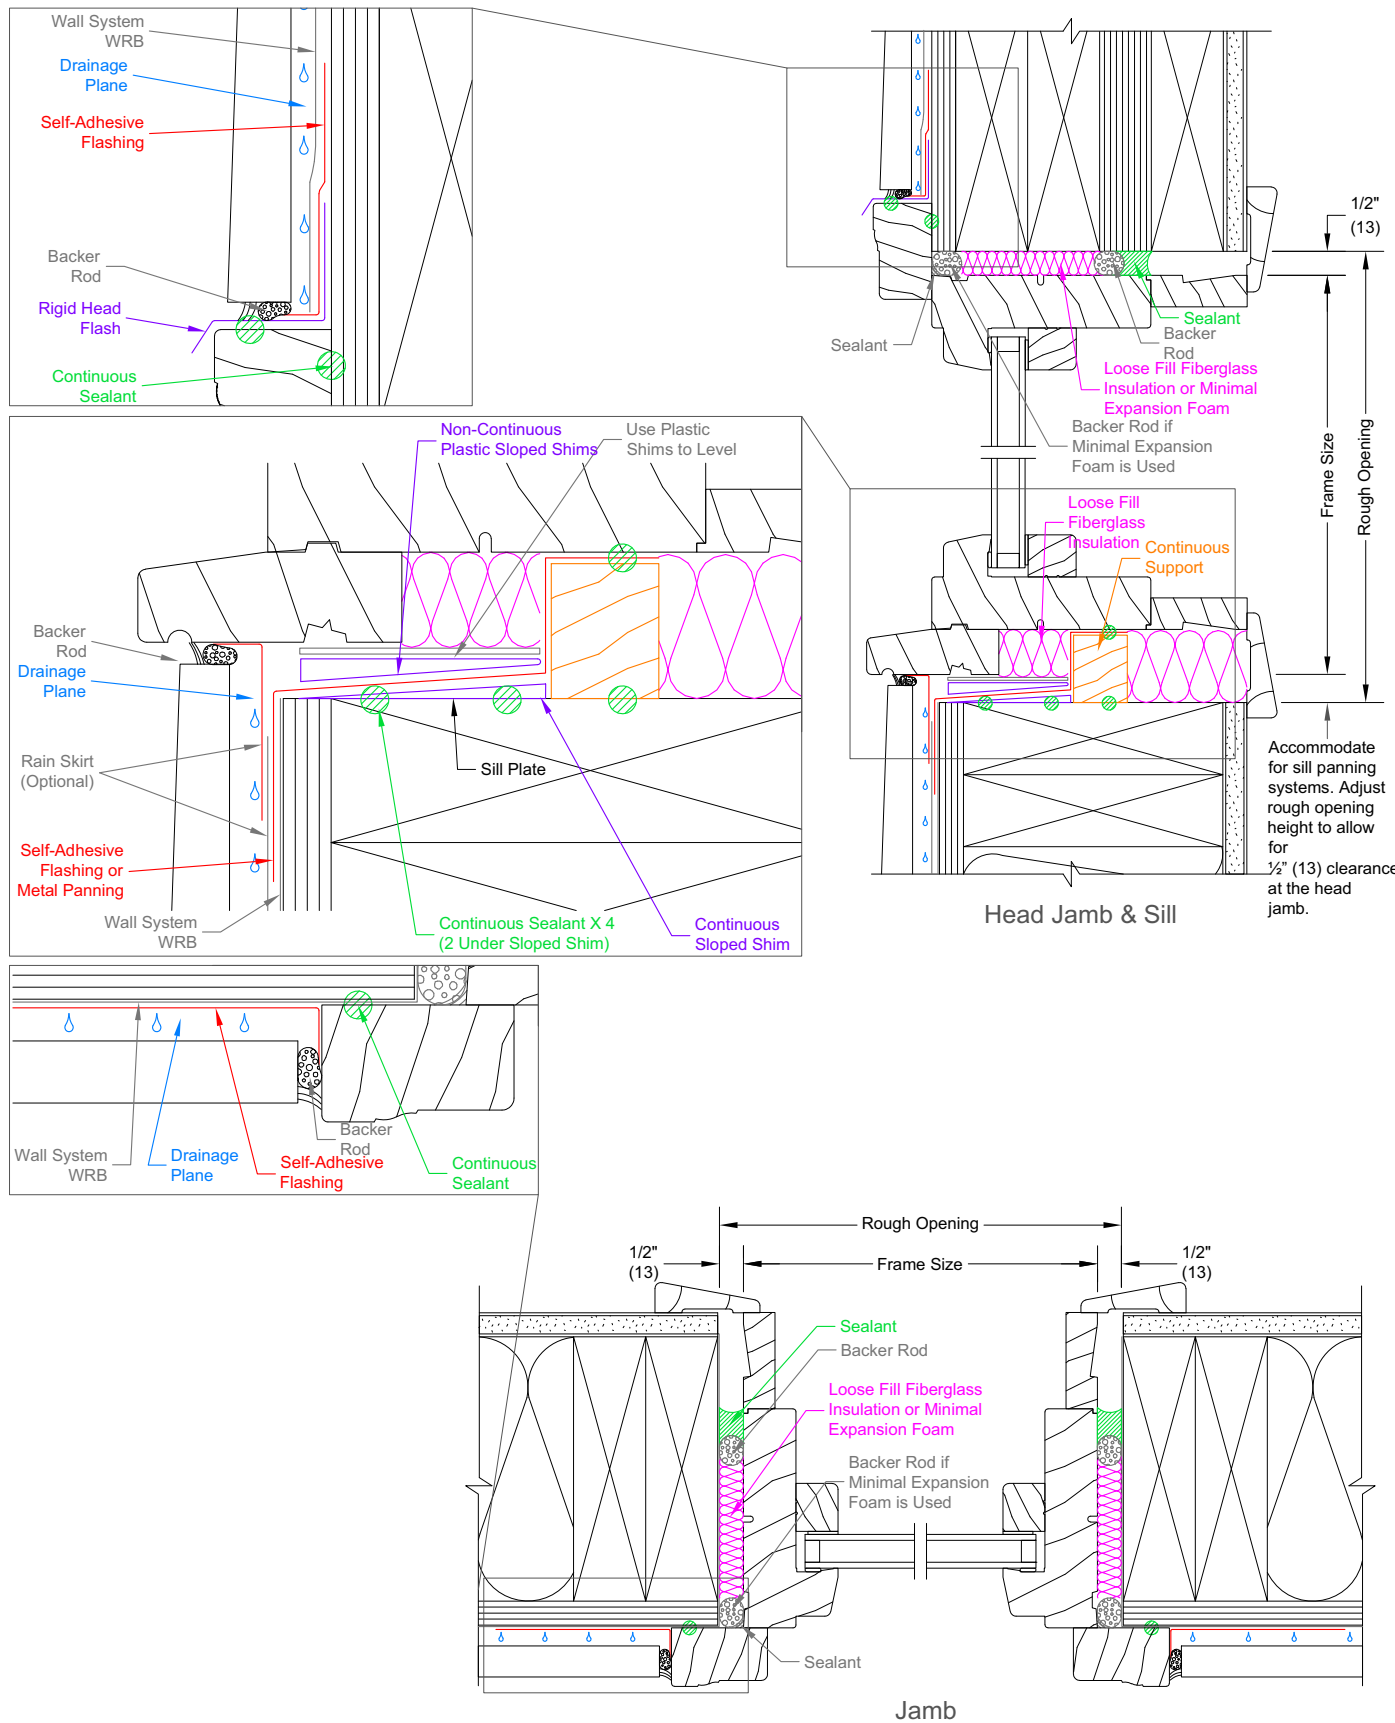 Wall System
WRB
Drainage
Plane
Self-Adhesive
Flashing
Backer
Rod
Rigid Head
Flash
Continuous
Sealant
1/2"
(13)
Sealant
Sealant
Backer
Rod
Loose Fill Fiberglass
Insulation or Minimal
Expansion Foam
Backer Rod if
Minimal Expansion
Foam is Used
Frame Size
Rough Opening
Non-Continuous
Plastic Sloped Shims
Use Plastic
Shims to Level
Loose Fill
Fiberglass
Insulation
Continuous
Support
Backer
Rod
Drainage
Plane
Rain Skirt
(Optional)
Sill Plate
Self-Adhesive
Flashing or
Metal Panning
Wall System
WRB
Continuous Sealant X 4
(2 Under Sloped Shim)
Continuous
Sloped Shim
Accommodate
for sill panning
systems. Adjust
rough opening
height to allow
for
½” (13) clearance
at the head
jamb.
Head Jamb & Sill
Backer
Rod
Wall System
WRB
Drainage
Plane
Self-Adhesive
Flashing
Continuous
Sealant
Rough Opening
1/2"
(13)
Frame Size
1/2"
(13)
Sealant
Backer Rod
Loose Fill Fiberglass
Insulation or Minimal
Expansion Foam
Backer Rod if
Minimal Expansion
Foam is Used
Sealant
Jamb